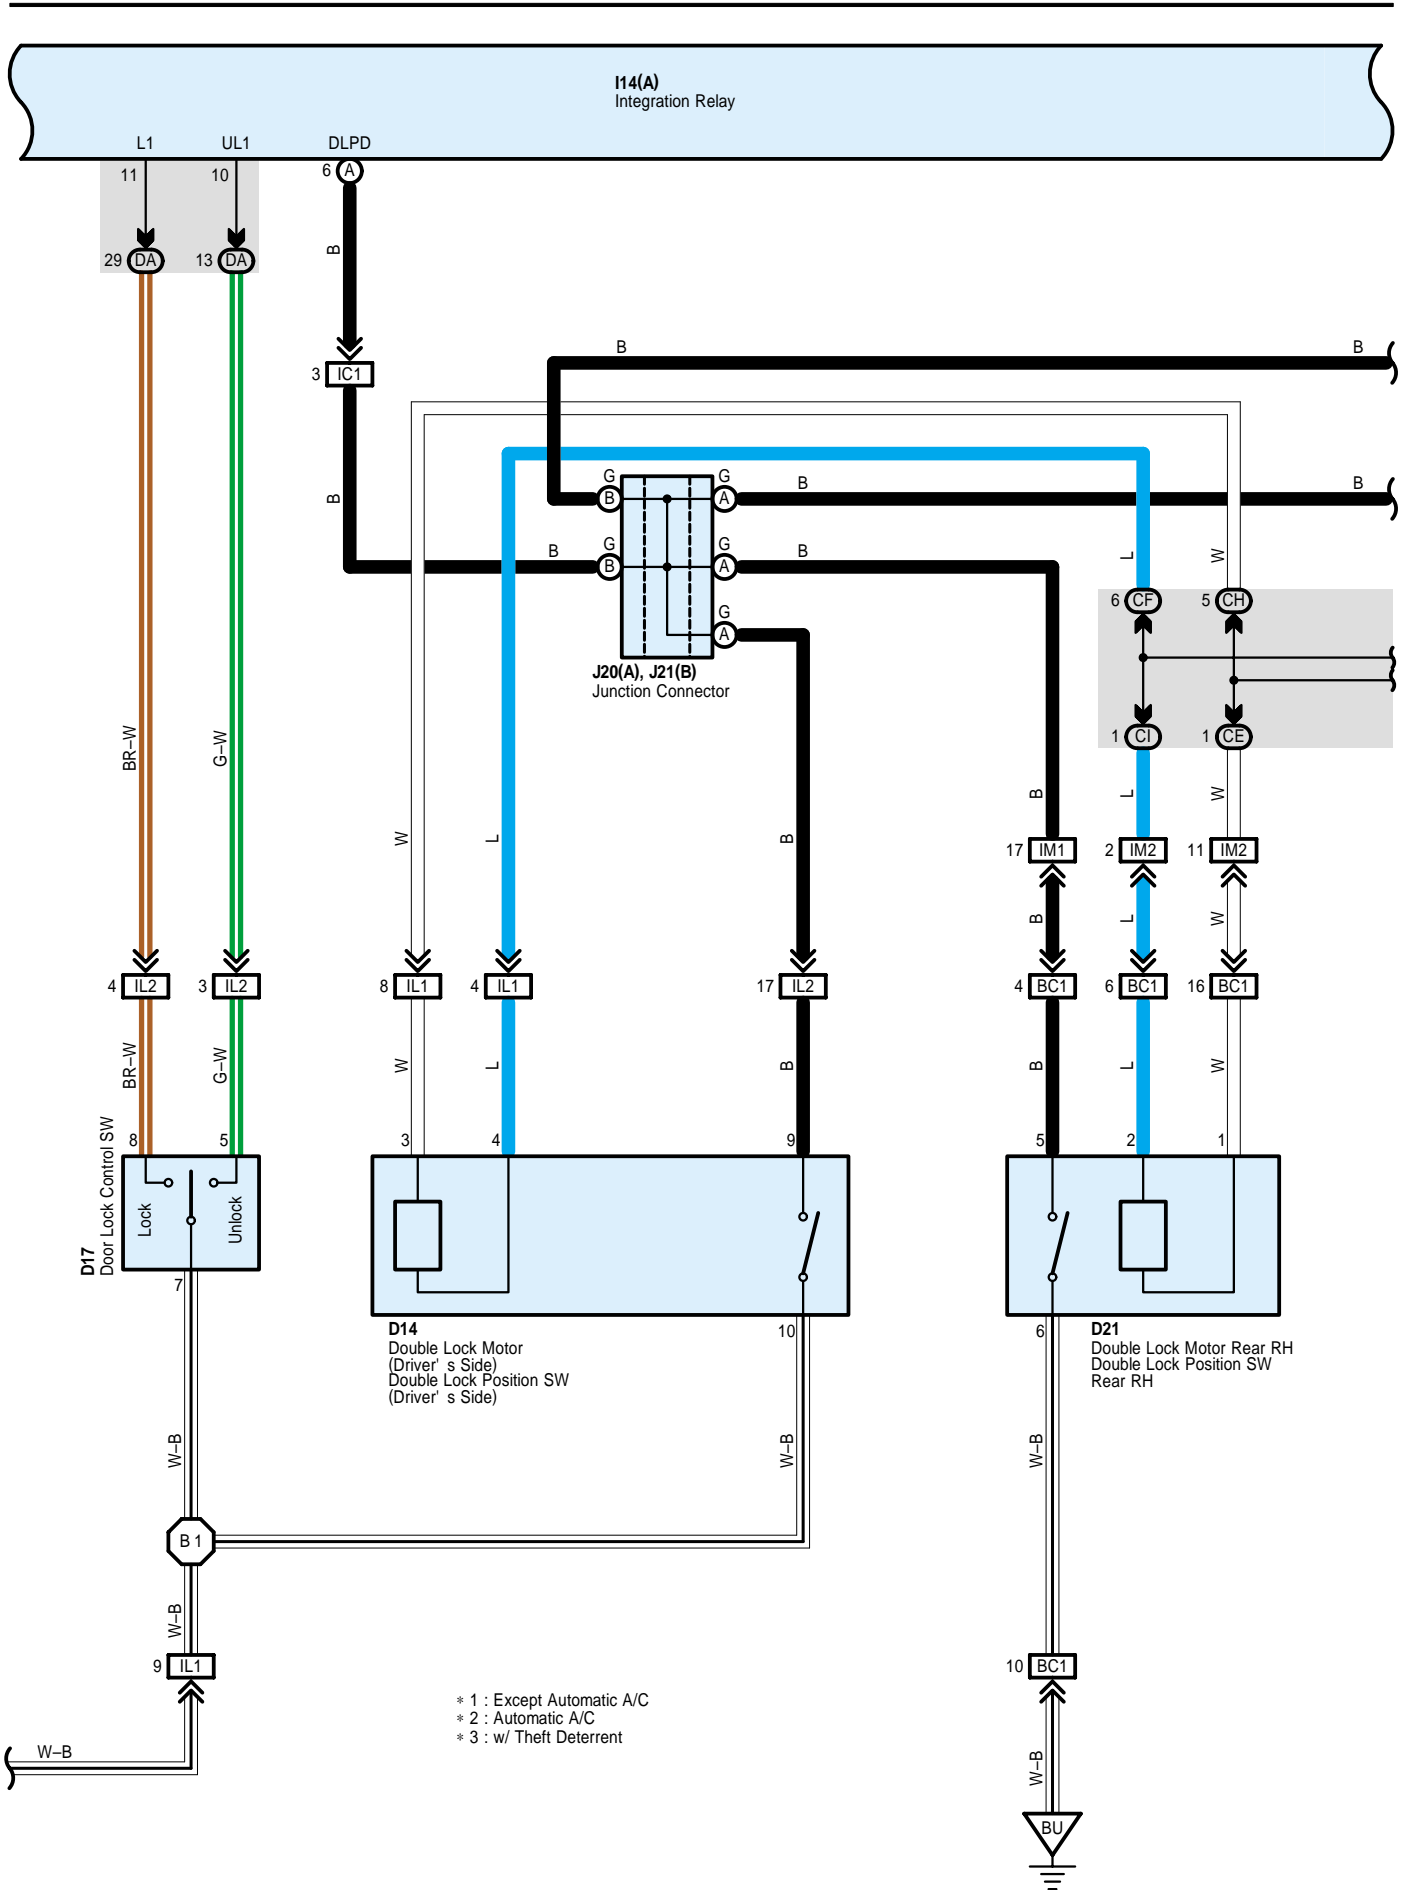 I14(A)
Integration Relay
L1
UL1
DLPD
11
10
6 A
29 DA
13 DA
B
B
B
3 IC1
B
G
B
G
A
B
B
G
B
B
G
A
B
G
A
L
W
6 CF
5 CH
J20(A), J21(B)
Junction Connector
1 CI
1 CE
BR–W
G–W
W
L
B
B
L
W
17 IM1
2 IM2
11 IM2
B
L
W
4 IL2
3 IL2
8 IL1
4 IL1
17 IL2
4 BC1
6 BC1
16 BC1
BR–W
G–W
W
L
B
B
L
W
8
5
3
4
9
5
2
1
D17
Door Lock Control SW
Lock
Unlock
7
10
6
D14
Double Lock Motor
(Driver' s Side)
Double Lock Position SW
(Driver' s Side)
D21
Double Lock Motor Rear RH
Double Lock Position SW
Rear RH
W–B
W–B
W–B
B 1
W–B
9 IL1
10 BC1
∗ 1 : Except Automatic A/C
∗ 2 : Automatic A/C
∗ 3 : w/ Theft Deterrent
W–B
W–B
BU